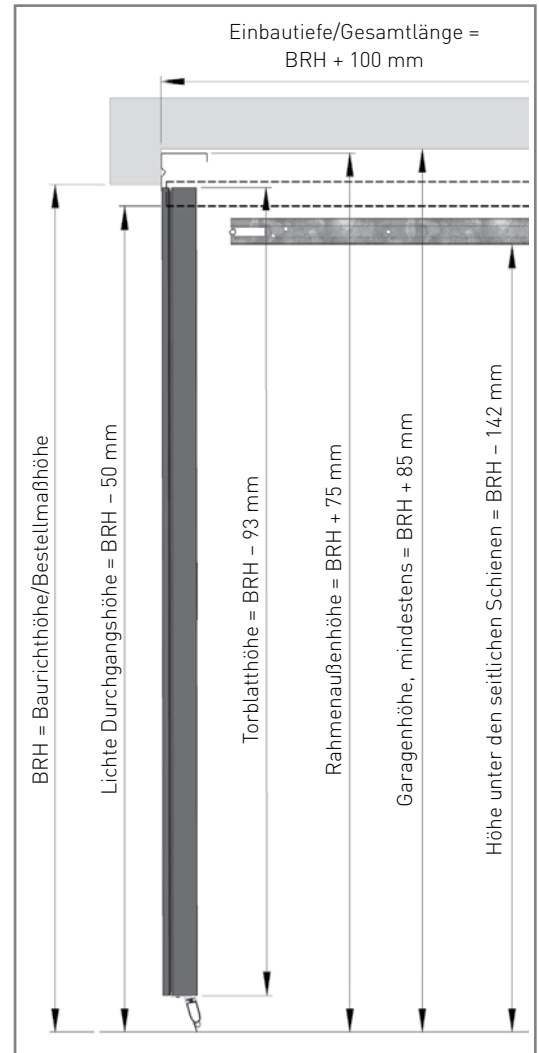 Einbautiefe/Gesamtlänge =
BRH + 100 mm
BRH = Baurichthöhe/Bestellmaßhöhe
Lichte Durchgangshöhe = BRH – 50 mm
Torblatthöhe = BRH – 93 mm
Rahmenaußenhöhe = BRH + 75 mm
Garagenhöhe, mindestens = BRH + 85 mm
Höhe unter den seitlichen Schienen = BRH – 142 mm